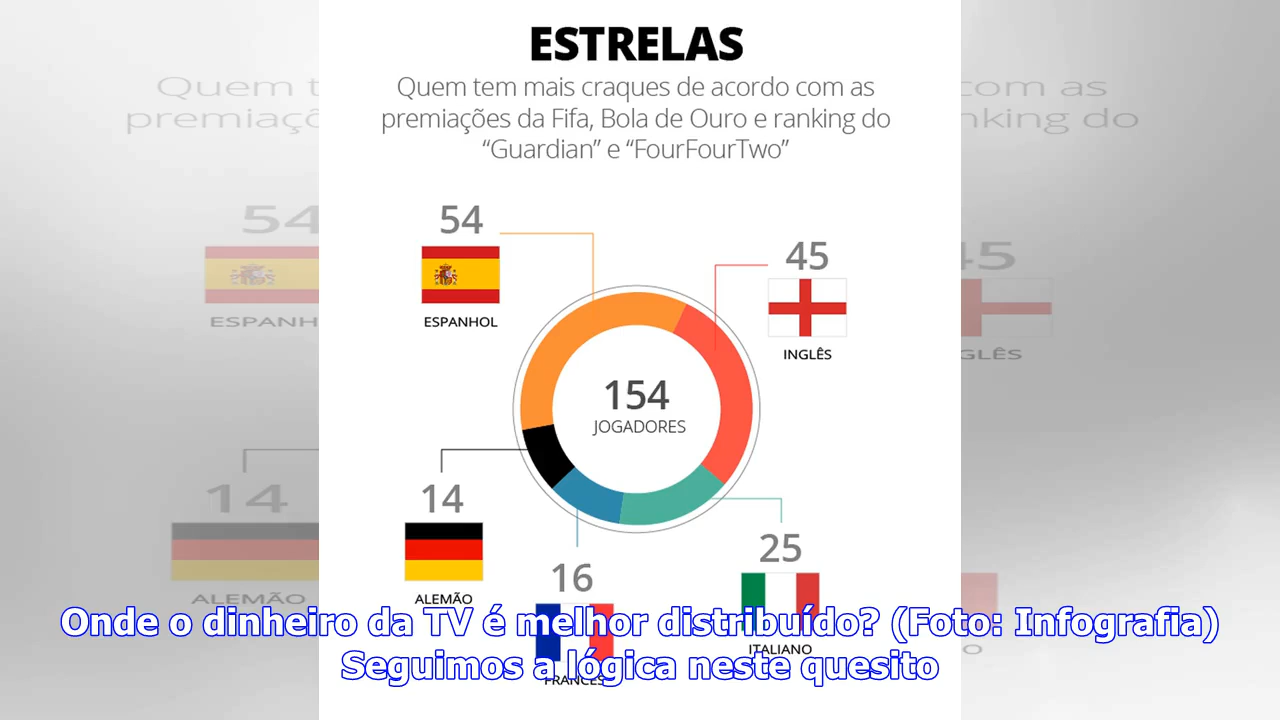 ESTRELAS
Quem tem mais craques de acordo com as
premiações da Fifa, Bola de Ouro e ranking do
“Guardian” e “FourFourTwo”
54
ESPANHOL
45
INGLÊS
154
JOGADORES
14
ALEMÃO
16
FRANCÊS
25
ITALIANO
Onde o dinheiro da TV é melhor distribuído? (Foto: Infografia)
Seguimos a lógica neste quesito